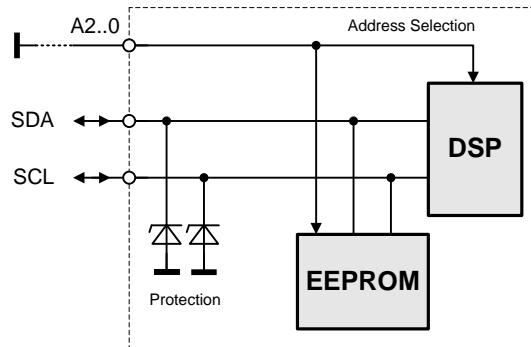 A2..0
Address Selection
SDA
DSP
SCL
EEPROM
Protection